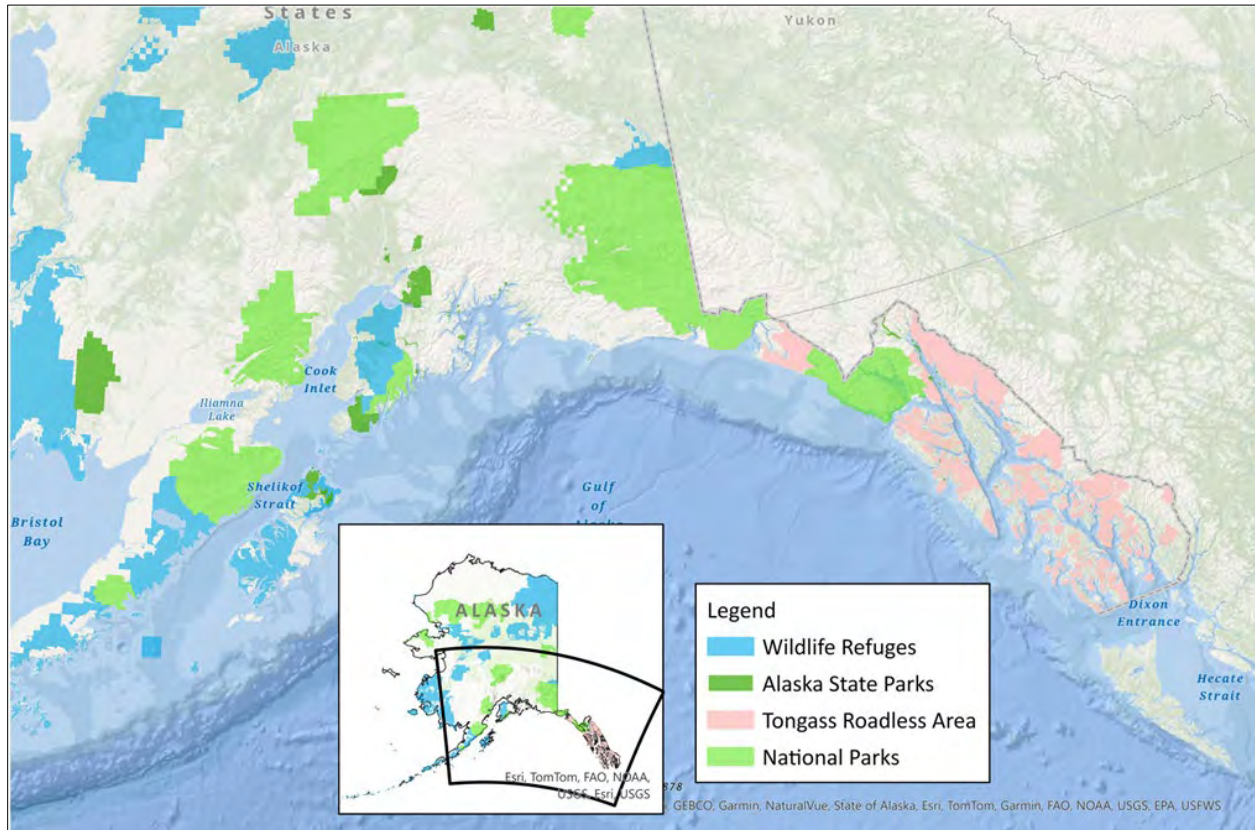 States
Alaska
Yukon
Cook
Inlet
Iliamna
Lake
Shelikof
Strait
Bristol
Bay
Gulf
of
Dixon
Entrance
Hecate
Strait
ALASKA
Esri, TomTom, FAO, NOAA,
USGS, Esri, USGS
Legend
Wildlife Refuges
Alaska State Parks
Tongass Roadless Area
National Parks
878
GEBCO, Garmin, NaturalVue, State of Alaska, Esri, TomTom, Garmin, FAO, NOAA, USGS, EPA, USFWS